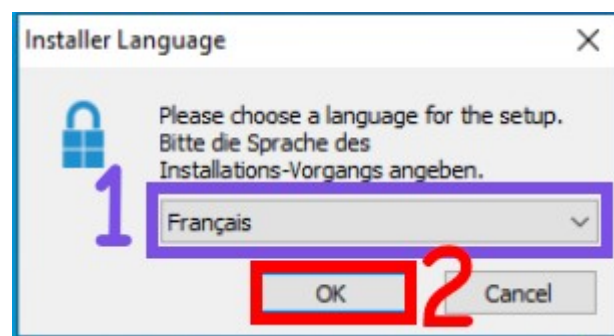 Installer Language
Please choose a language for the setup.
Bitte die Sprache des
Installations-Vorgangs angeben.
1
Français
OK
2
Cancel